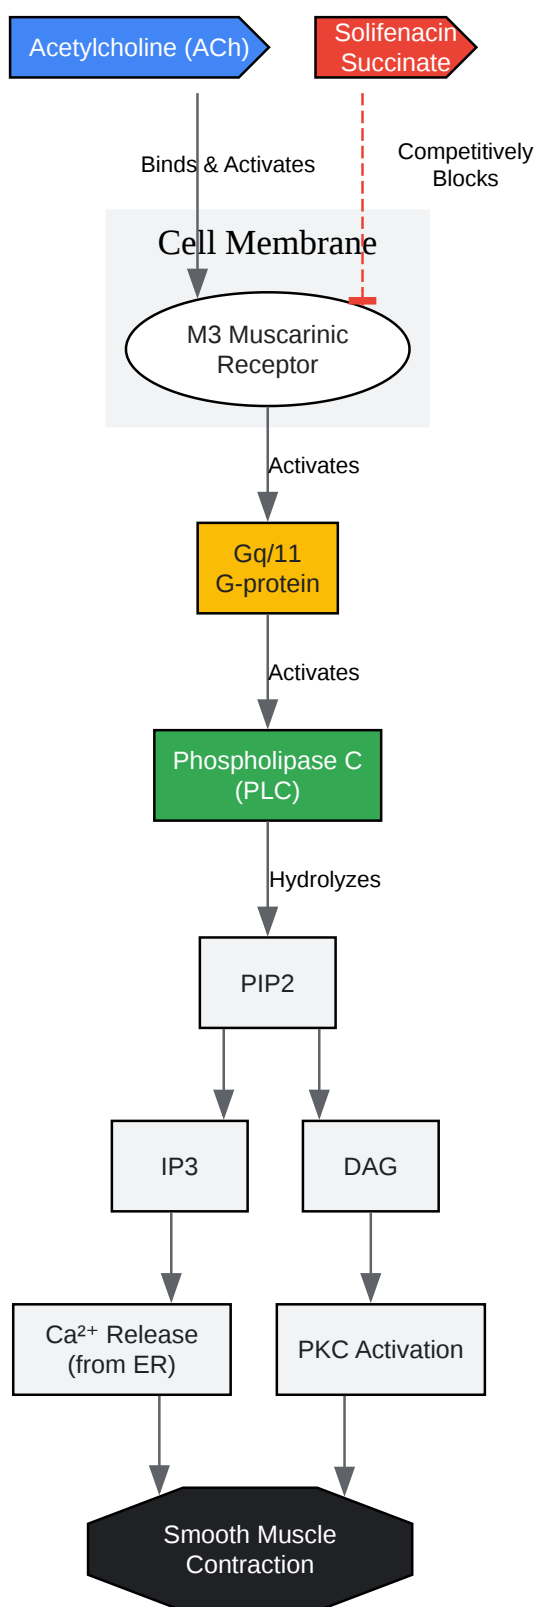 Acetylcholine (ACh)
Solifenacin
Succinate
Binds & Activates
Competitively
Blocks
Cell Membrane
M3 Muscarinic
Receptor
Activates
Gq/11
G-protein
Activates
Phospholipase C
(PLC)
Hydrolyzes
PIP2
IP3
DAG
Ca²⁺ Release
(from ER)
PKC Activation
Smooth Muscle
Contraction